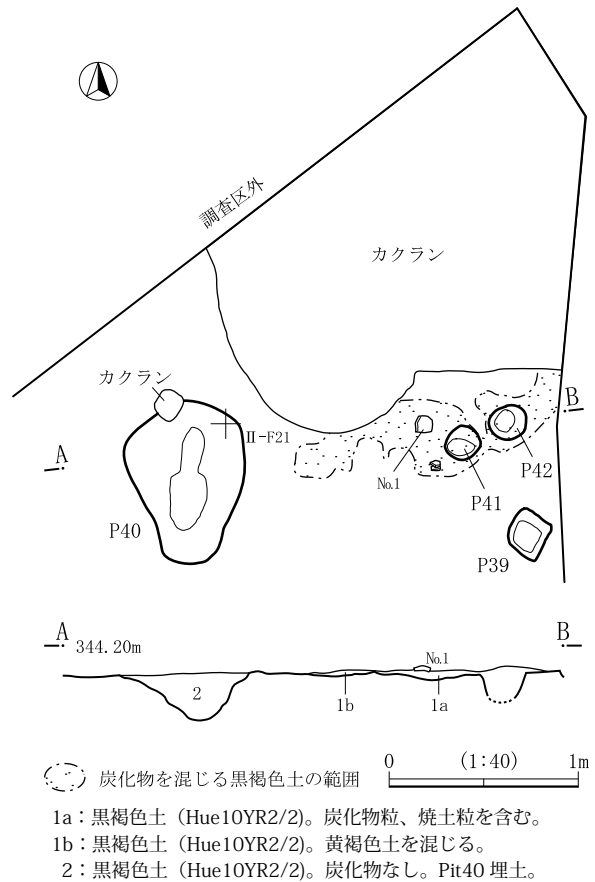 調査区外
カクラン
カクラン
Ⅱ-F21
A
B
No.1
P42
P41
P40
P39
A 344.20m
B
No.1
2
1b
1a
炭化物を混じる黒褐色土の範囲
0 (1:40) 1m
1a：黒褐色土（Hue10YR2/2)。炭化物粒、焼土粒を含む。
1b：黒褐色土（Hue10YR2/2)。黄褐色土を混じる。
2：黒褐色土（Hue10YR2/2)。炭化物なし。Pit40 埋土。